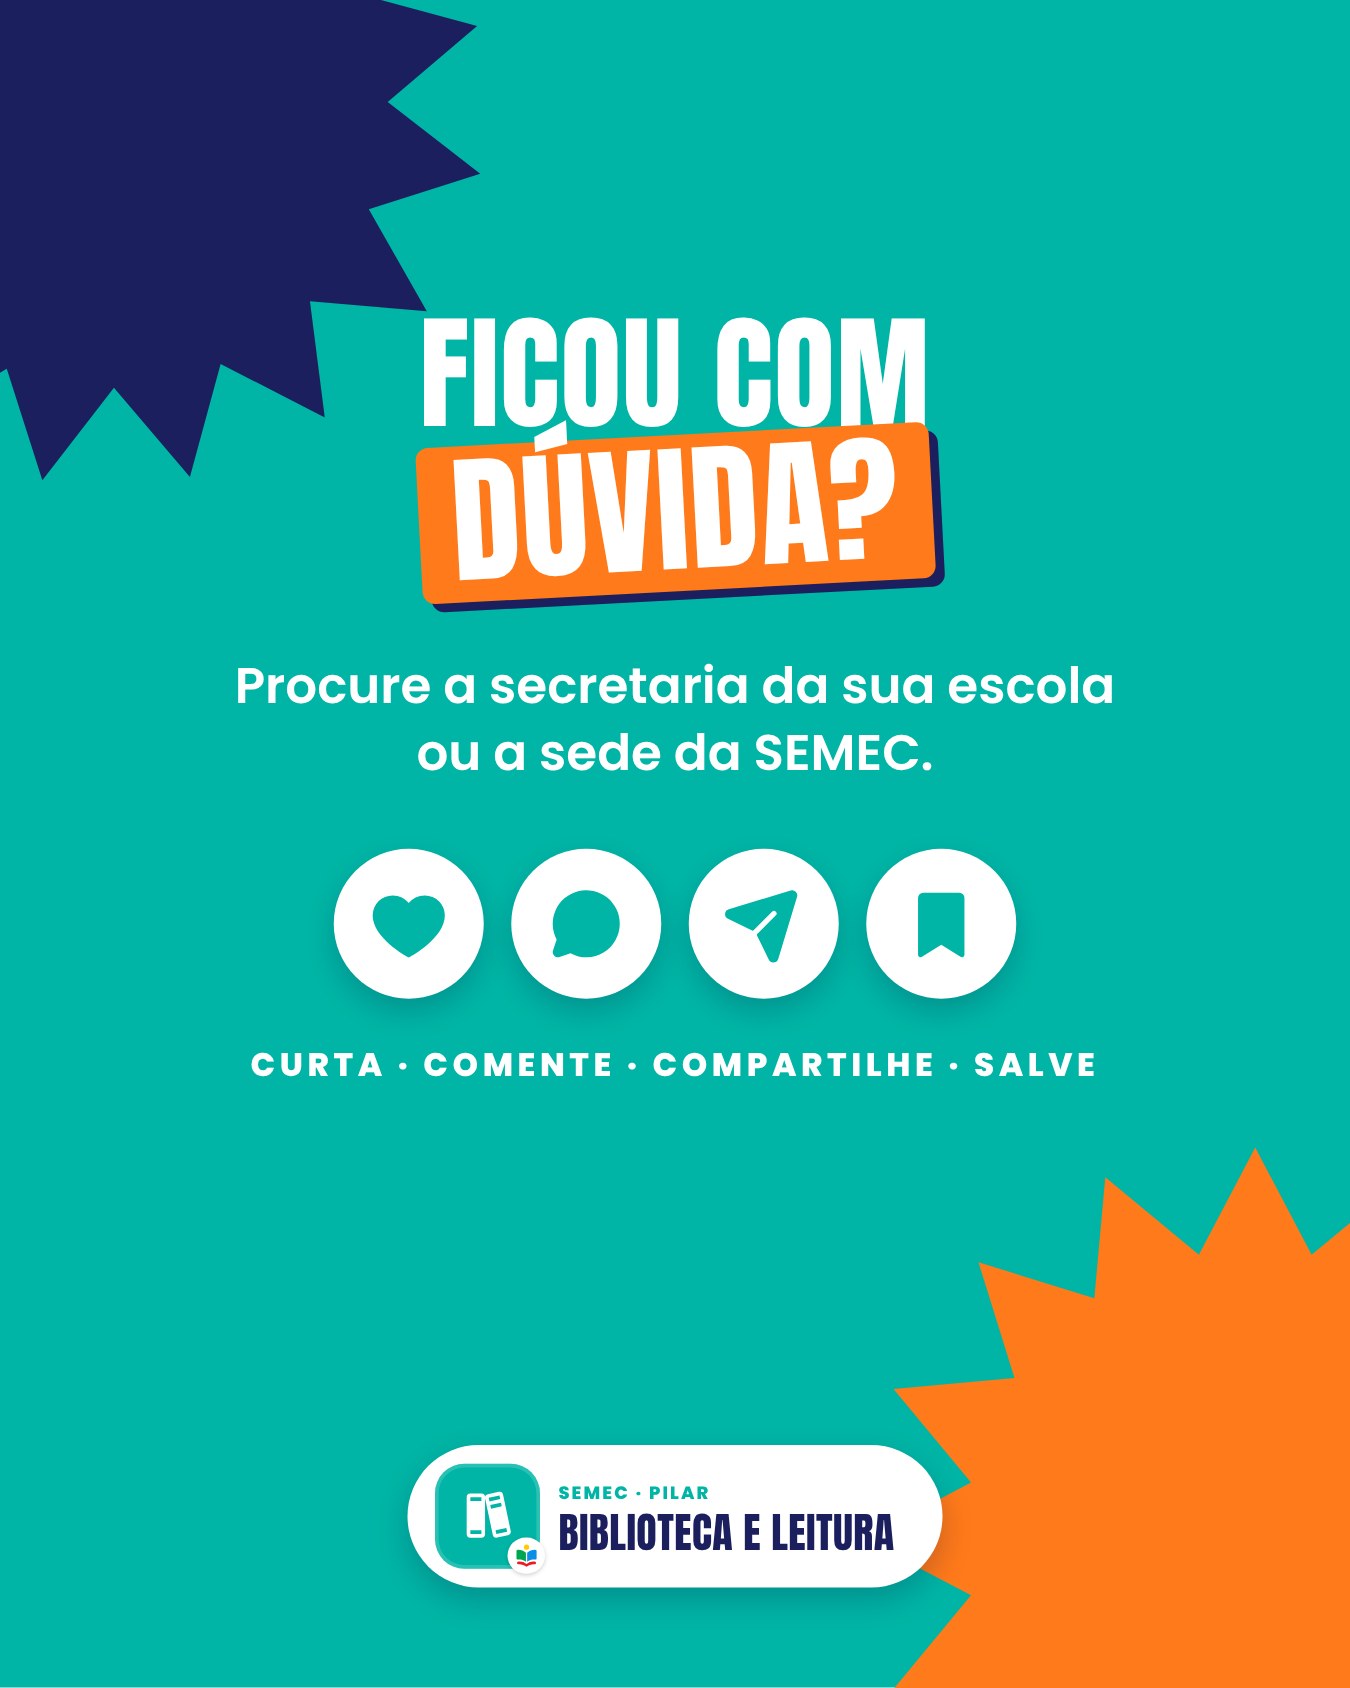 FICOU COM
DÚVIDA?
Procure a secretaria da sua escola
ou a sede da SEMEC.
CURTA · COMENTE · COMPARTILHE · SALVE
SEMEC · PILAR
BIBLIOTECA E LEITURA